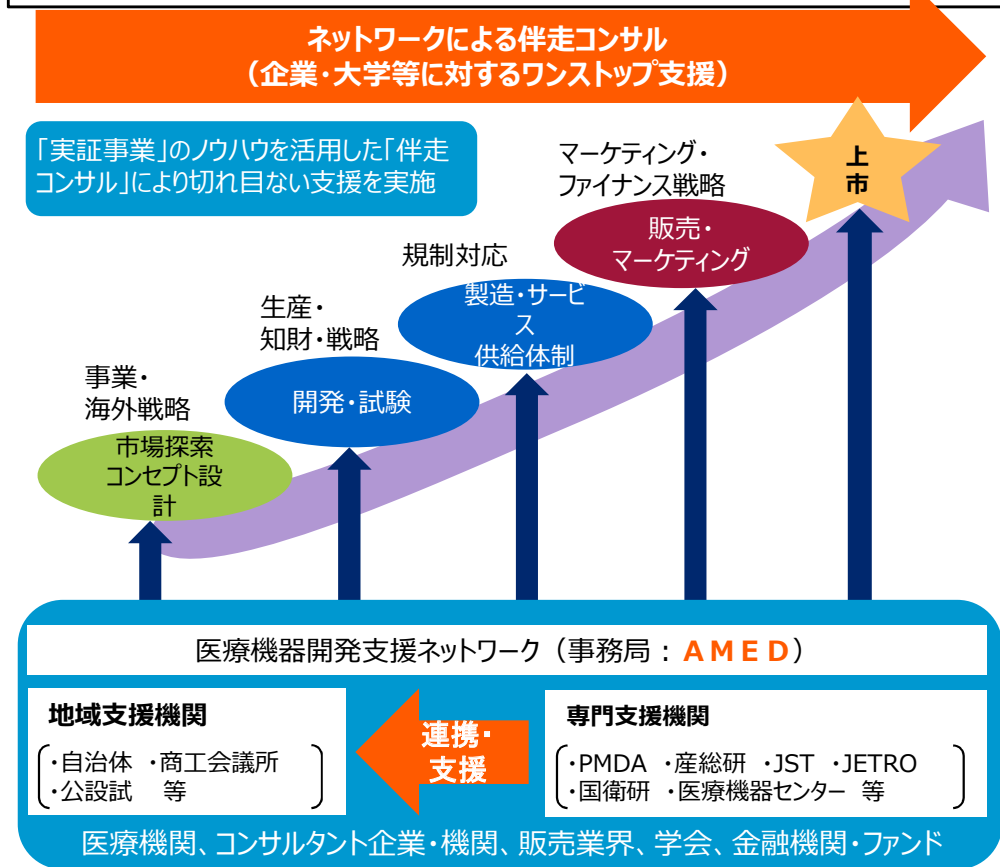 ネットワークによる伴走コンサル
（企業・大学等に対するワンストップ支援）
「実証事業」のノウハウを活用した「伴走
コンサル」により切れ目ない支援を実施
マーケティング・
ファイナンス戦略
上
市
販売・
マーケティング
規制対応
製造・サービ
ス
供給体制
生産・
知財・戦略
開発・試験
事業・
海外戦略
市場探索
コンセプト設
計
医療機器開発支援ネットワーク（事務局：ＡＭＥＤ）
地域支援機関
・自治体 ・商工会議所
・公設試 等
連携・
支援
専門支援機関
・PMDA ・産総研 ・JST ・JETRO
・国衛研 ・医療機器センター 等
医療機関、コンサルタント企業・機関、販売業界、学会、金融機関・ファンド